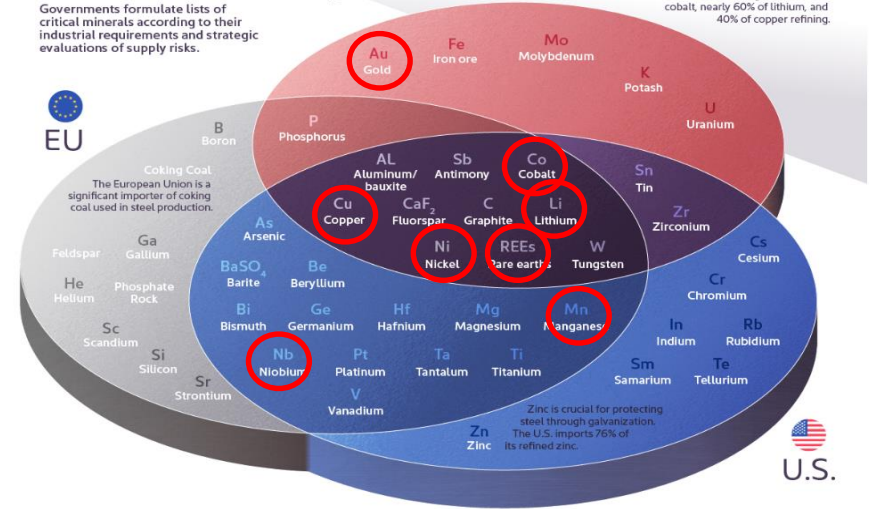 Governments formulate lists of
critical minerals according to their
industrial requirements and strategic
evaluations of supply risks.
cobalt, nearly 60% of lithium, and
40% of copper refining.
Au
Gold
Fe
Iron ore
Mo
Molybdenum
K
Potash
U
Uranium
EU
B
Boron
P
Phosphorus
Coking Coal
The European Union is a
significant importer of coking
coal used in steel production.
AL
Aluminum/
bauxite
Sb
Antimony
Co
Cobalt
Sn
Tin
Cu
Copper
CaF2
Fluorspar
C
Graphite
Li
Lithium
Zr
Zirconium
As
Arsenic
Ni
Nickel
REEs
Rare earths
W
Tungsten
Feldspar
Ga
Gallium
Cs
Cesium
He
Helium
Phosphate
Rock
BaSO4
Barite
Be
Beryllium
Cr
Chromium
Sc
Scandium
Bi
Bismuth
Ge
Germanium
Hf
Hafnium
Mg
Magnesium
Mn
Manganese
In
Indium
Rb
Rubidium
Si
Silicon
Nb
Niobium
Pt
Platinum
Ta
Tantalum
Ti
Titanium
Sm
Samarium
Te
Tellurium
Sr
Strontium
V
Vanadium
Zinc is crucial for protecting
steel through galvanization.
The U.S. imports 76% of
its refined zinc.
Zn
Zinc
U.S.